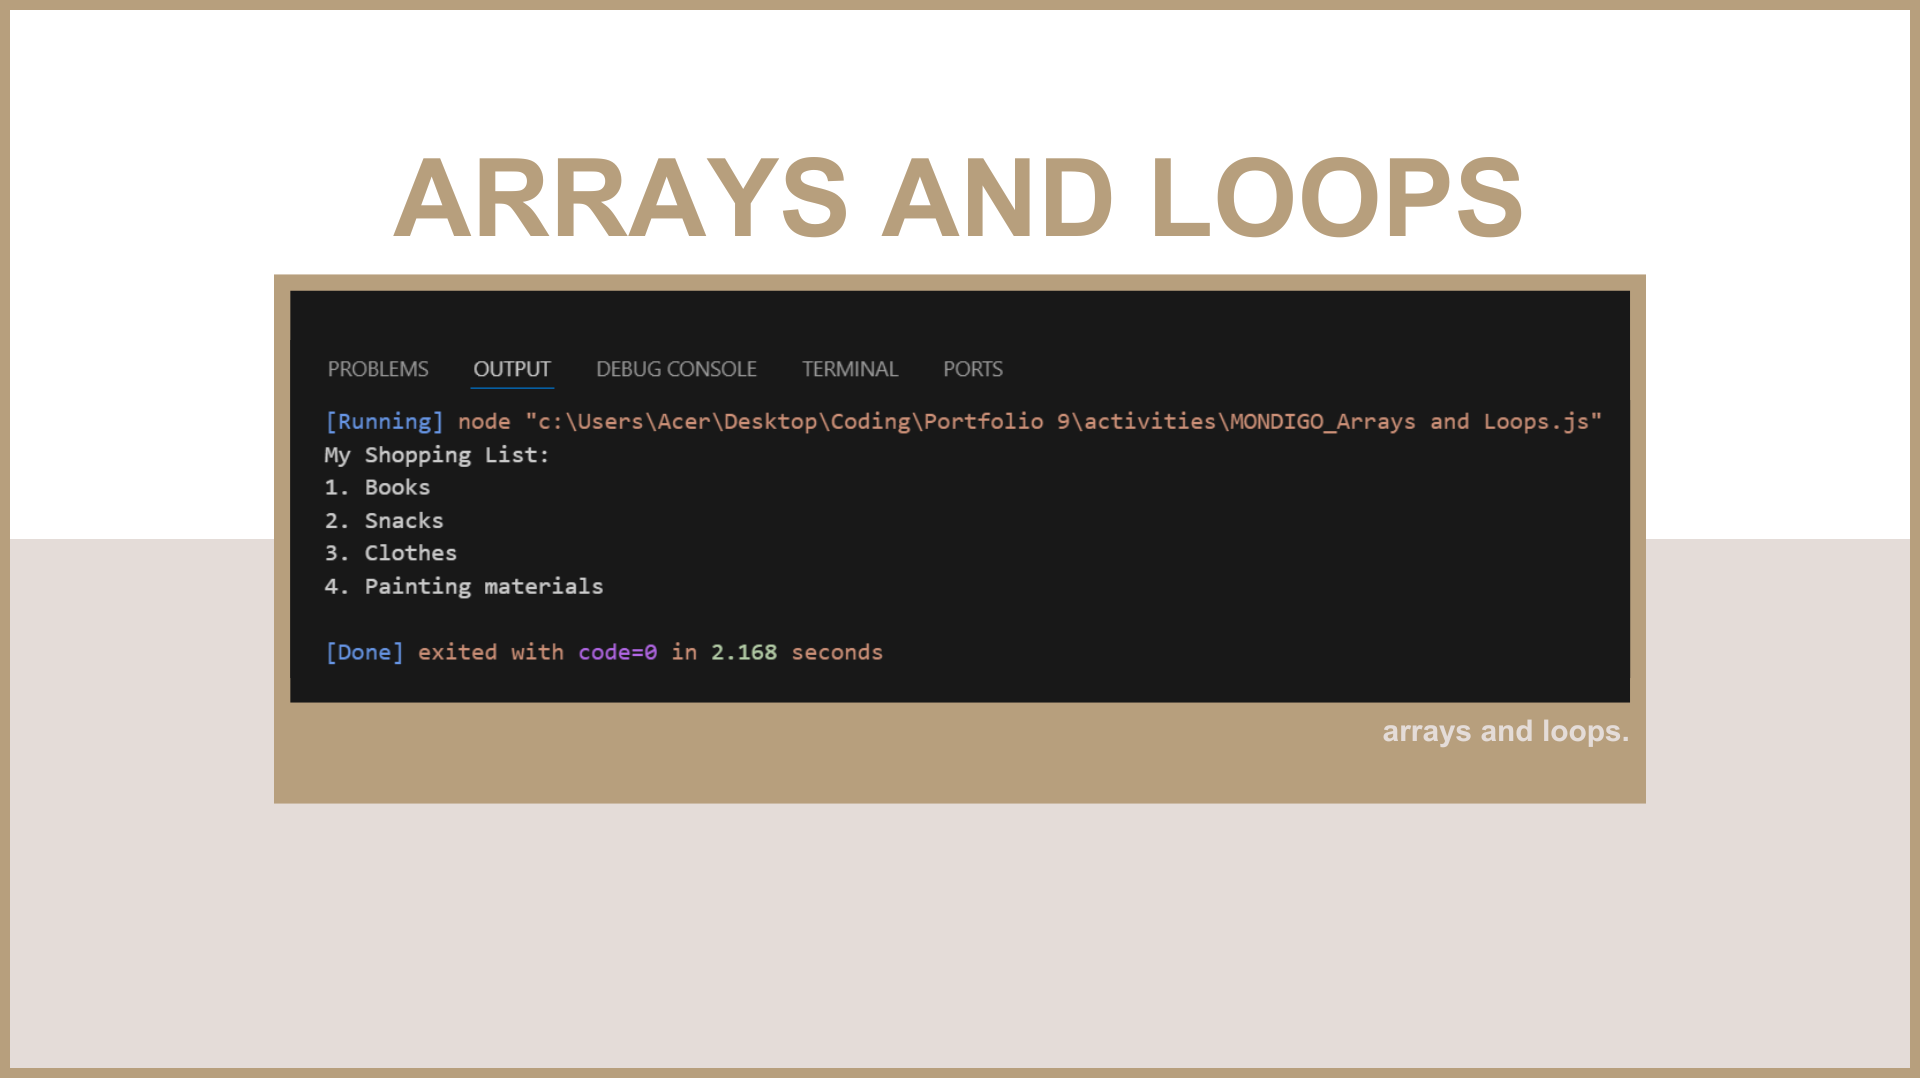 ARRAYS AND LOOPS
PROBLEMS OUTPUT DEBUG CONSOLE TERMINAL PORTS
[Running] node "c:\Users\Acer\Desktop\Coding\Portfolio 9\activities\MONDIGO_Arrays and Loops.js"
My Shopping List:
1. Books
2. Snacks
3. Clothes
4. Painting materials
[Done] exited with code=0 in 2.168 seconds
arrays and loops.